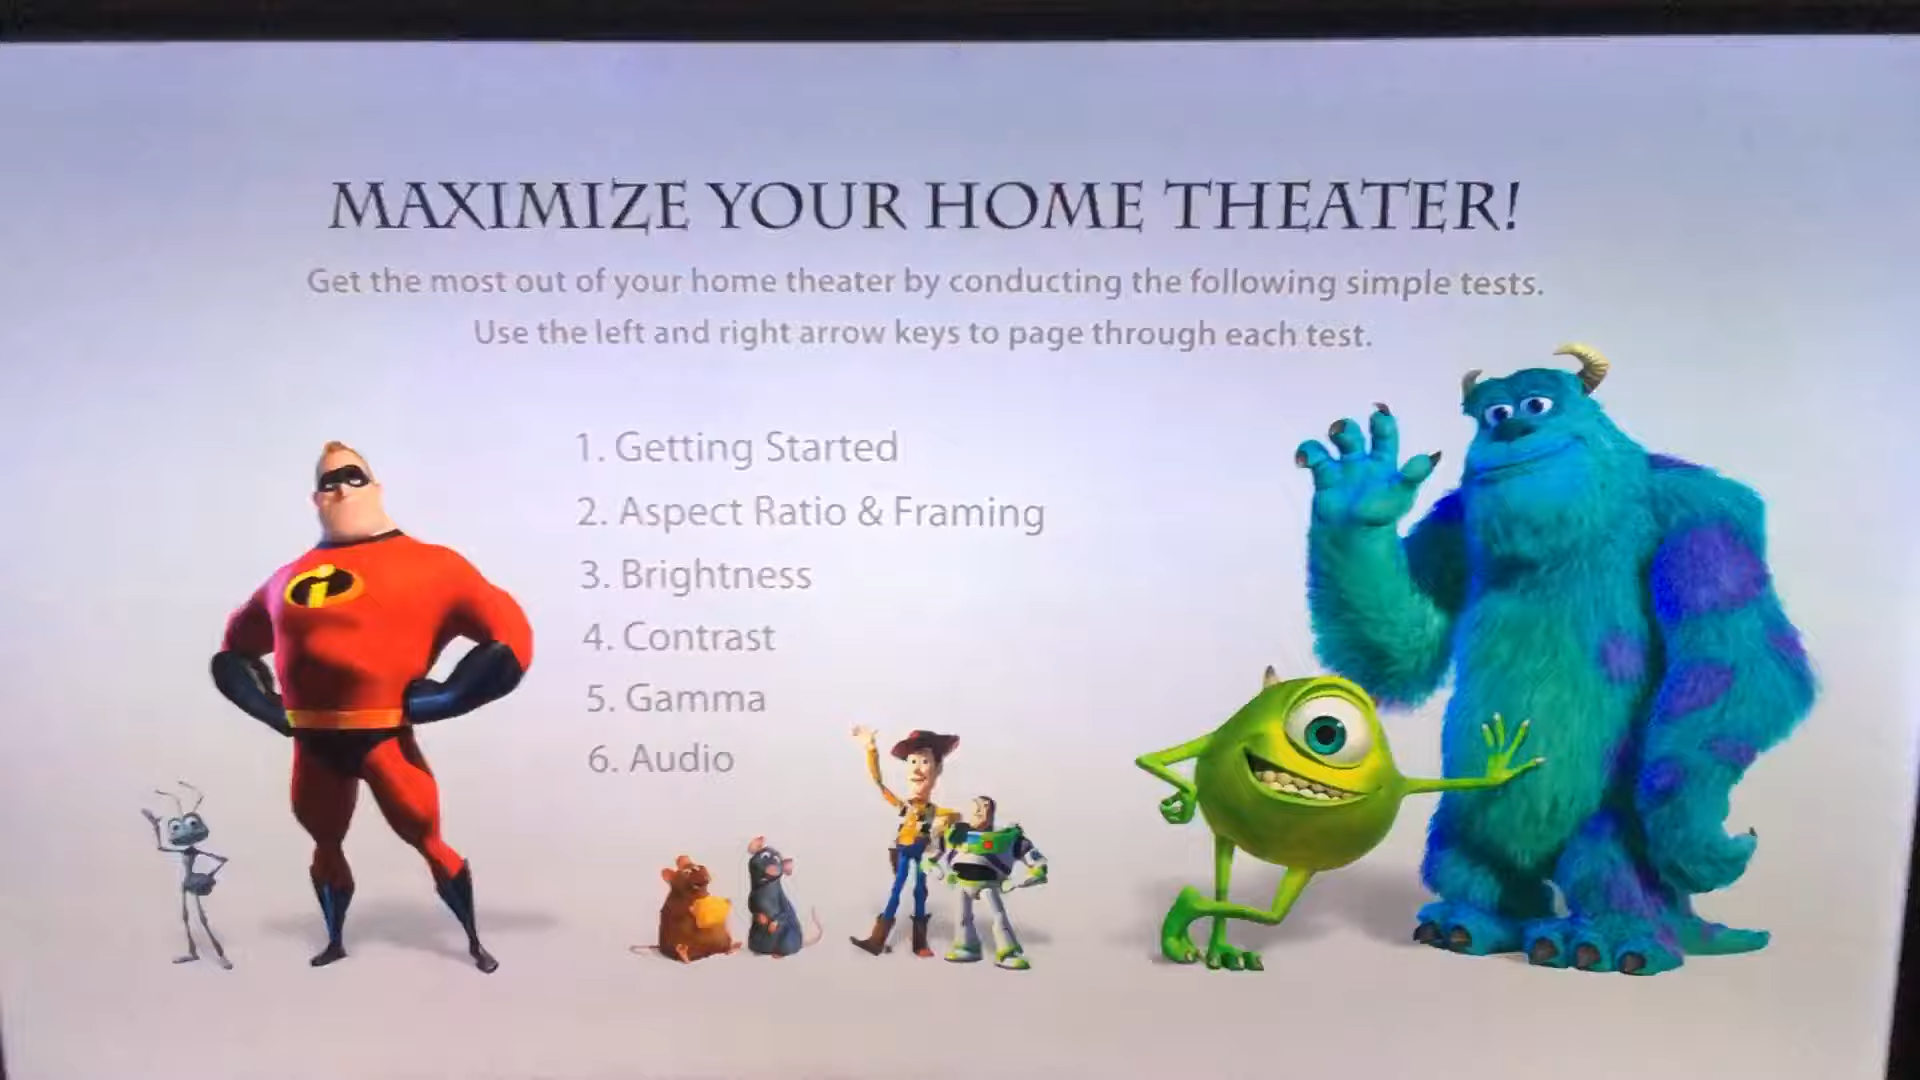 MAXIMIZE YOUR HOME THEATER!
Get the most out of your home theater by conducting the following simple tests.
Use the left and right arrow keys to page through each test.
1. Getting Started
2. Aspect Ratio & Framing
3. Brightness
4. Contrast
5. Gamma
6. Audio